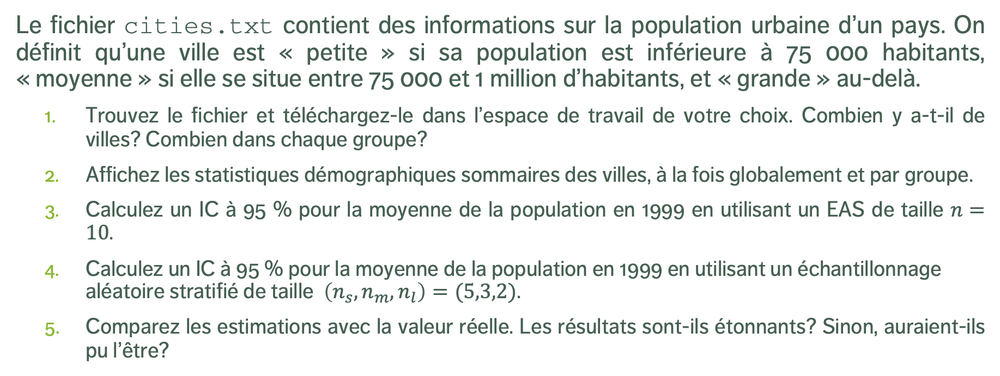 Le fichier cities.txt contient des informations sur la population urbaine d’un pays. On
définit qu’une ville est « petite » si sa population est inférieure à 75 000 habitants,
« moyenne » si elle se situe entre 75 000 et 1 million d’habitants, et « grande » au-delà.
1. Trouvez le fichier et téléchargez-le dans l’espace de travail de votre choix. Combien y a-t-il de
villes? Combien dans chaque groupe?
2. Affichez les statistiques démographiques sommaires des villes, à la fois globalement et par groupe.
3. Calculez un IC à 95 % pour la moyenne de la population en 1999 en utilisant un EAS de taille 𝑛 =
10.
4. Calculez un IC à 95 % pour la moyenne de la population en 1999 en utilisant un échantillonnage
aléatoire stratifié de taille (𝑛ₛ, 𝑛ₘ, 𝑛ₗ) = (5,3,2).
5. Comparez les estimations avec la valeur réelle. Les résultats sont-ils étonnants? Sinon, auraient-ils
pu l’être?